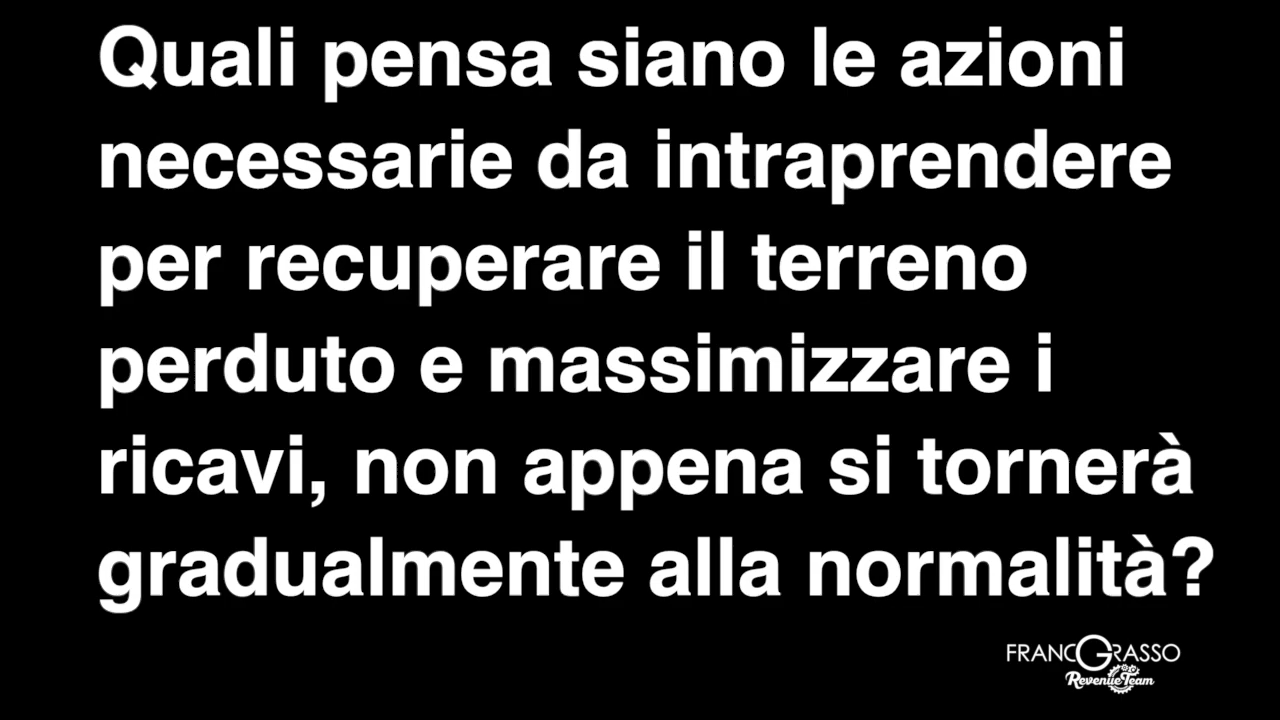 Quali pensa siano le azioni
necessarie da intraprendere
per recuperare il terreno
perduto e massimizzare i
ricavi, non appena si tornerà
gradualmente alla normalità?
FRANCOGRASSO
Revenue Team